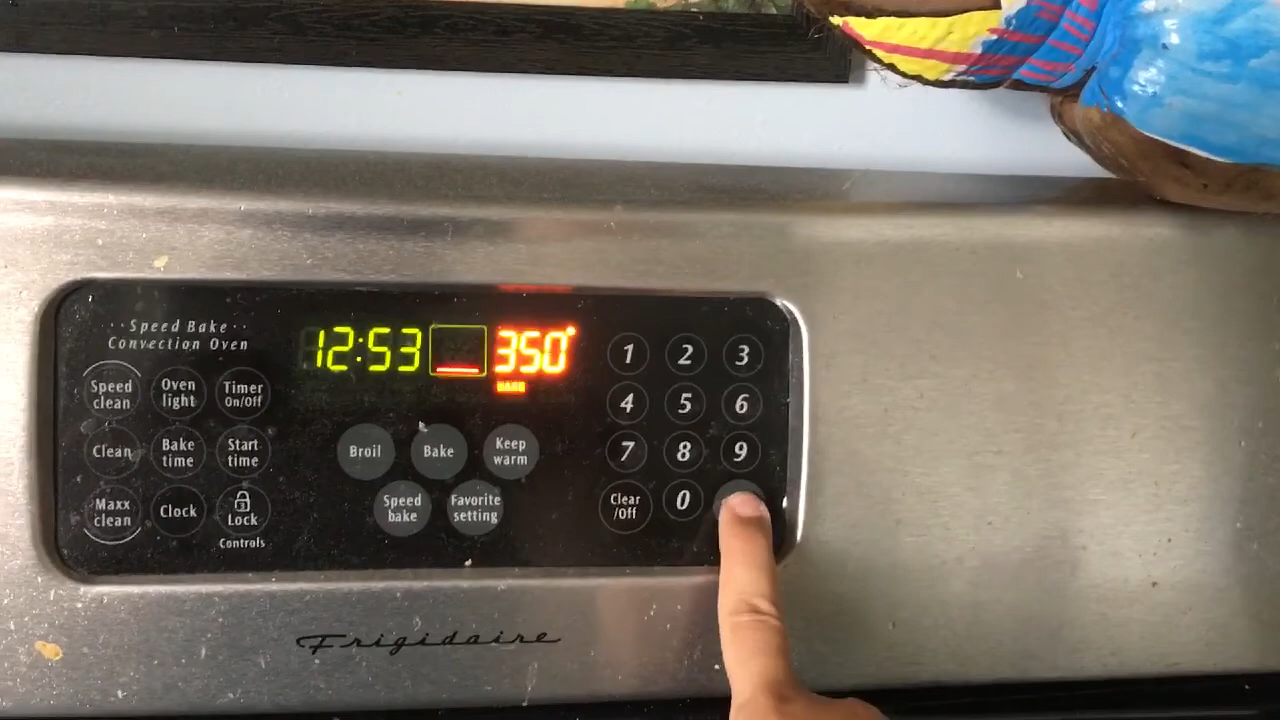 ··Speed Bake··
Convection Oven
12:53
350°
BAKE
Speed clean
Oven light
Timer On/Off
Clean
Bake time
Start time
Maxx clean
Clock
Lock
Controls
Broil
Bake
Keep warm
Speed bake
Favorite setting
1 2 3
4 5 6
7 8 9
Clear /Off
0
Frigidaire